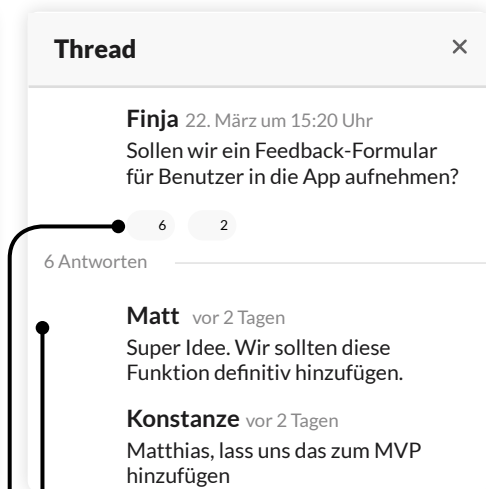 Thread
Finja 22. März um 15:20 Uhr
Sollen wir ein Feedback-Formular
für Benutzer in die App aufnehmen?
6 2
6 Antworten
Matt vor 2 Tagen
Super Idee. Wir sollten diese
Funktion definitiv hinzufügen.
Konstanze vor 2 Tagen
Matthias, lass uns das zum MVP
hinzufügen